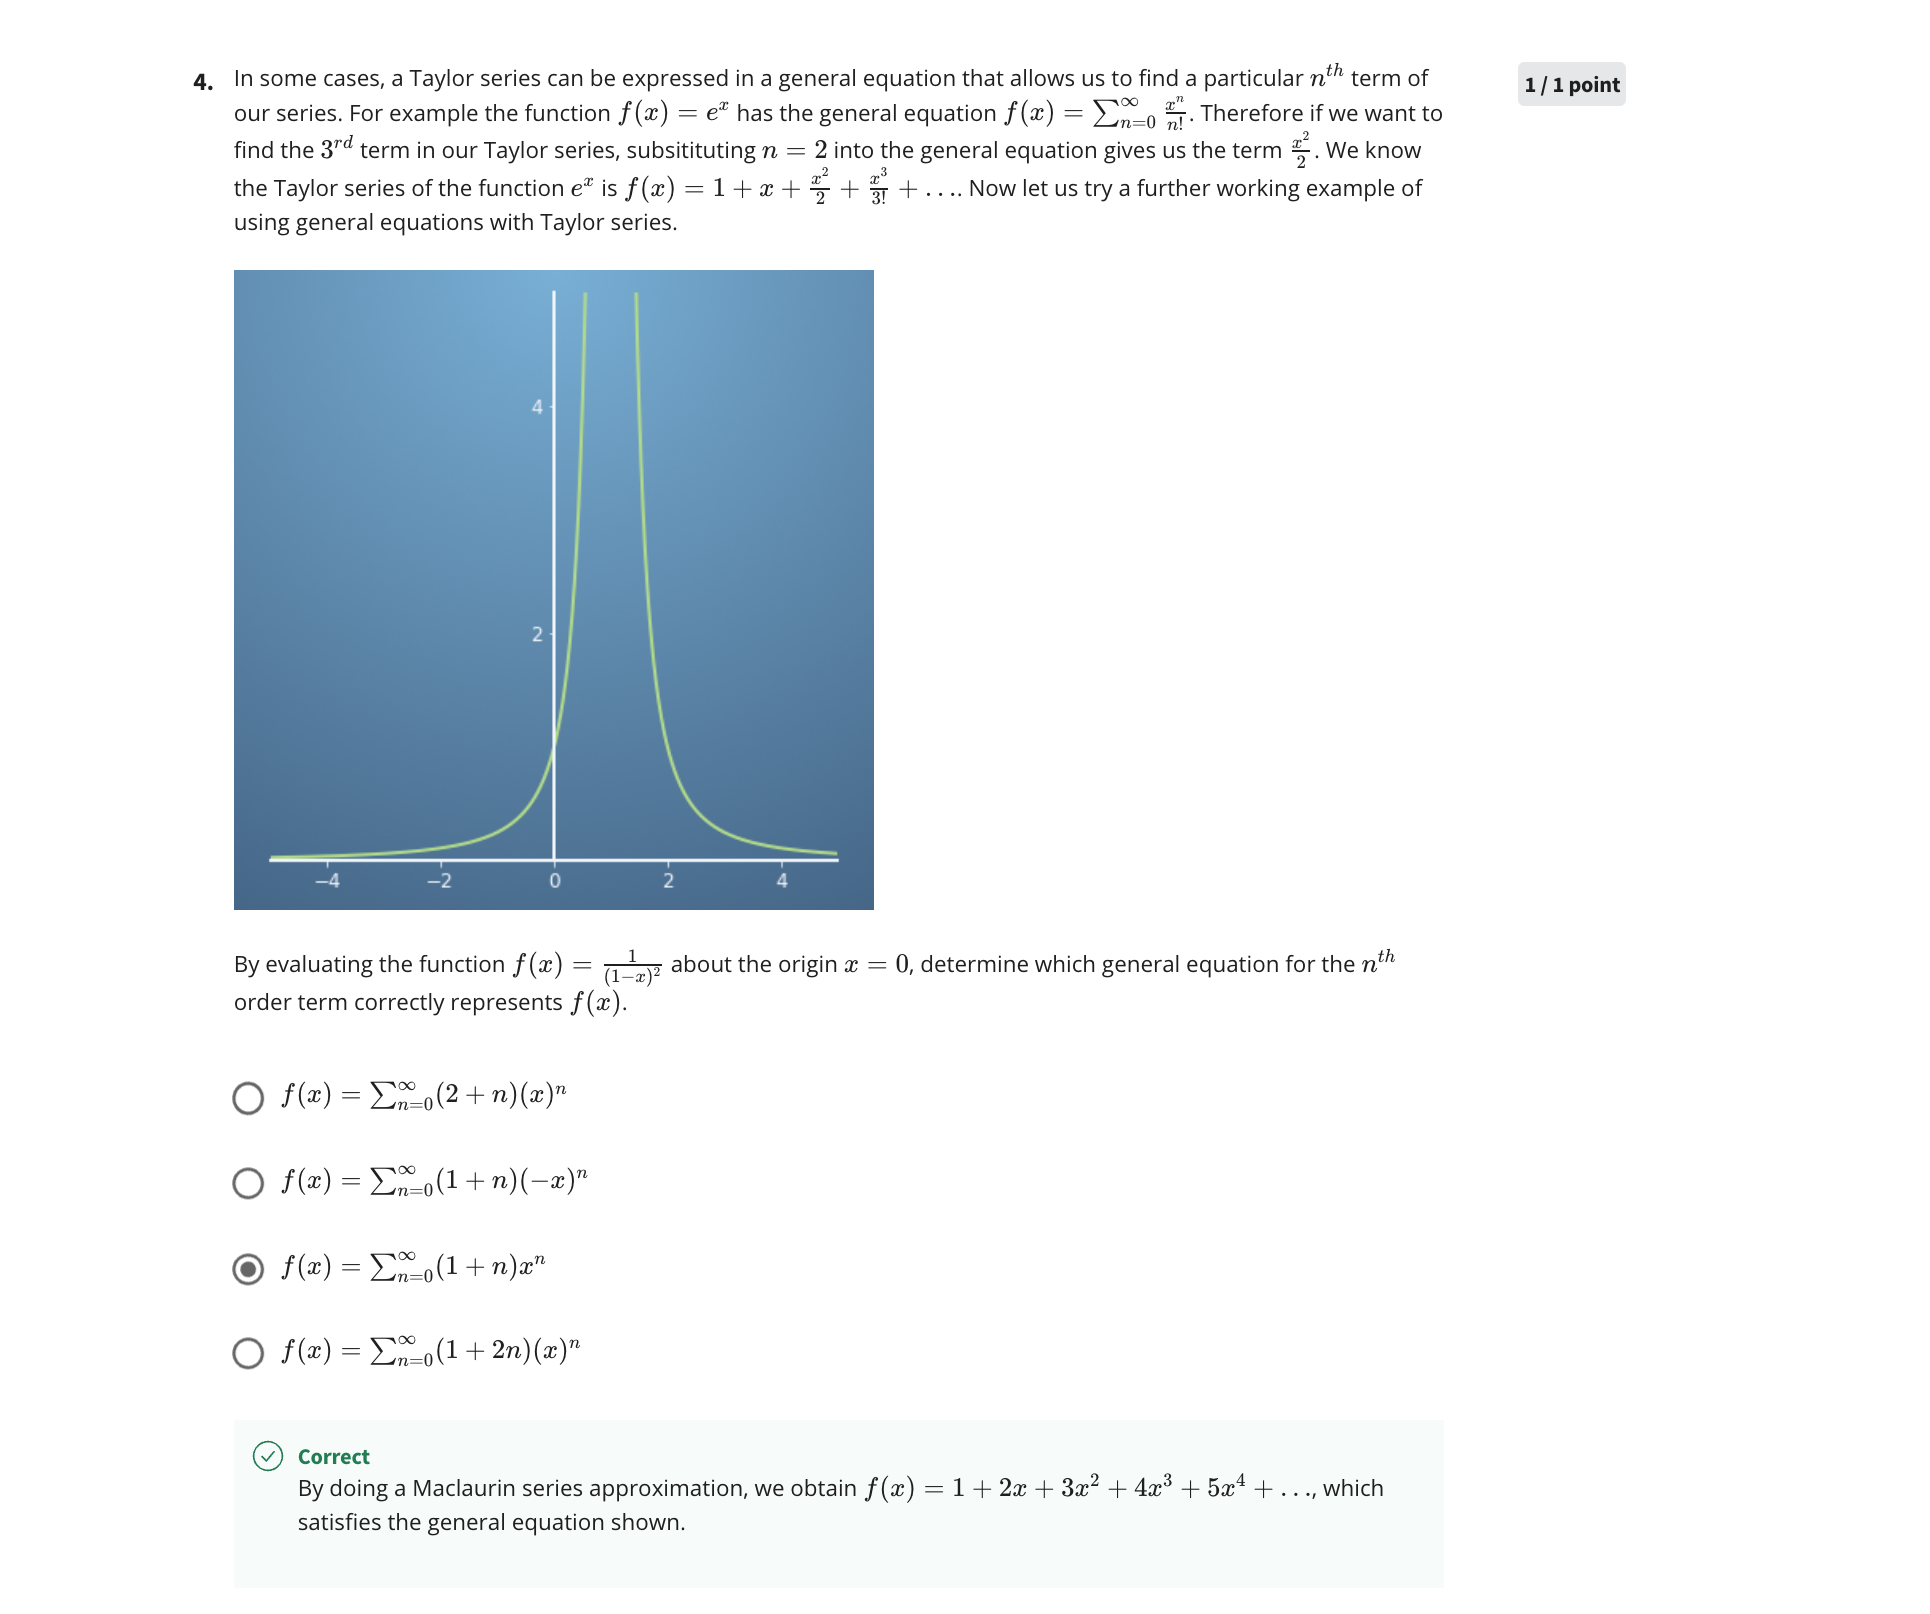 4. In some cases, a Taylor series can be expressed in a general equation that allows us to find a particular $n^{th}$ term of
our series. For example the function $f(x) = e^x$ has the general equation $f(x) = \sum_{n=0}^{\infty} \frac{x^n}{n!}$. Therefore if we want to
find the $3^{rd}$ term in our Taylor series, subsitituting $n = 2$ into the general equation gives us the term $\frac{x^2}{2}$. We know
the Taylor series of the function $e^x$ is $f(x) = 1 + x + \frac{x^2}{2} + \frac{x^3}{3!} + \ldots$. Now let us try a further working example of
using general equations with Taylor series.
1 / 1 point
4
2
−4 −2 0 2 4
By evaluating the function $f(x) = \frac{1}{(1-x)^2}$ about the origin $x = 0$, determine which general equation for the $n^{th}$
order term correctly represents $f(x)$.
$f(x) = \sum_{n=0}^{\infty} (2 + n)(x)^n$
$f(x) = \sum_{n=0}^{\infty} (1 + n)(-x)^n$
$f(x) = \sum_{n=0}^{\infty} (1 + n)x^n$
$f(x) = \sum_{n=0}^{\infty} (1 + 2n)(x)^n$
Correct
By doing a Maclaurin series approximation, we obtain $f(x) = 1 + 2x + 3x^2 + 4x^3 + 5x^4 + \ldots$, which
satisfies the general equation shown.